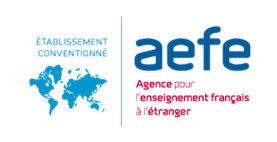 ÉTABLISSEMENT
CONVENTIONNÉ
aefe
Agence pour
l'enseignement français
à l'étranger